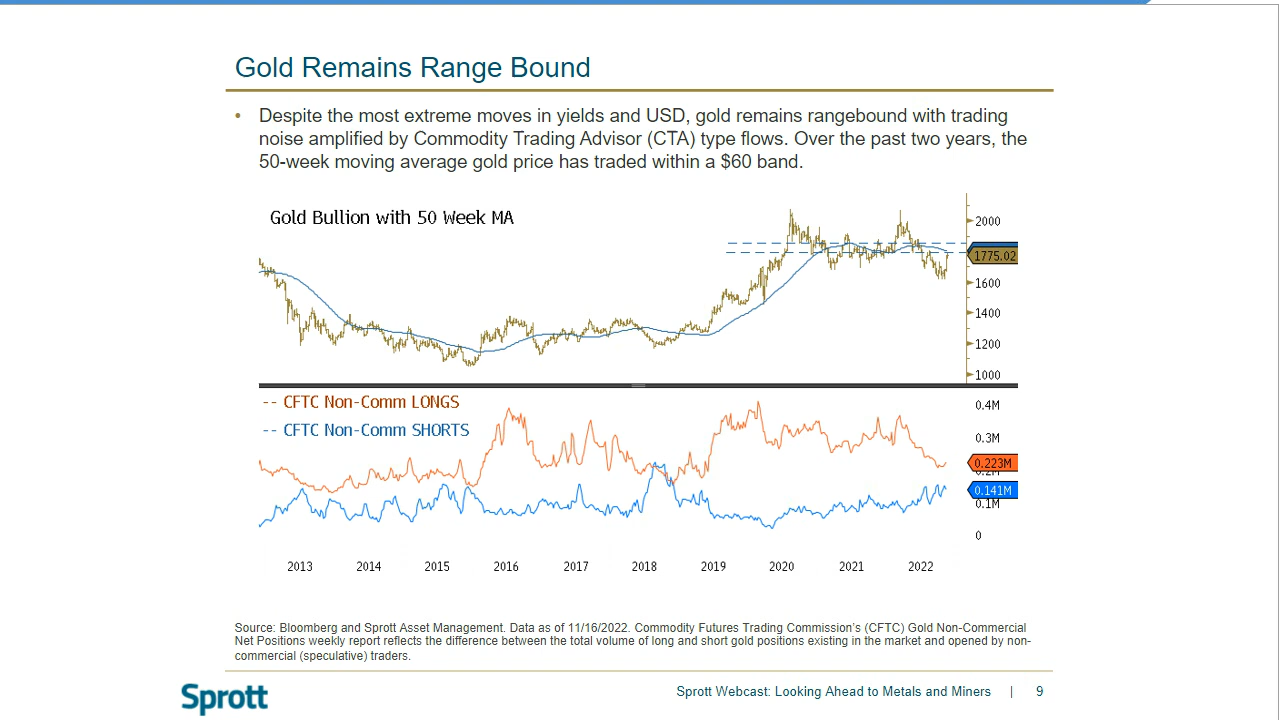 Gold Remains Range Bound
• Despite the most extreme moves in yields and USD, gold remains rangebound with trading
noise amplified by Commodity Trading Advisor (CTA) type flows. Over the past two years, the
50-week moving average gold price has traded within a $60 band.
Gold Bullion with 50 Week MA
2000
1775.02
1600
1400
1200
1000
-- CFTC Non-Comm LONGS
-- CFTC Non-Comm SHORTS
0.4M
0.3M
0.223M
0.2M
0.141M
0.1M
0
2013 2014 2015 2016 2017 2018 2019 2020 2021 2022
Source: Bloomberg and Sprott Asset Management. Data as of 11/16/2022. Commodity Futures Trading Commission's (CFTC) Gold Non-Commercial
Net Positions weekly report reflects the difference between the total volume of long and short gold positions existing in the market and opened by non-
commercial (speculative) traders.
Sprott
Sprott Webcast: Looking Ahead to Metals and Miners | 9